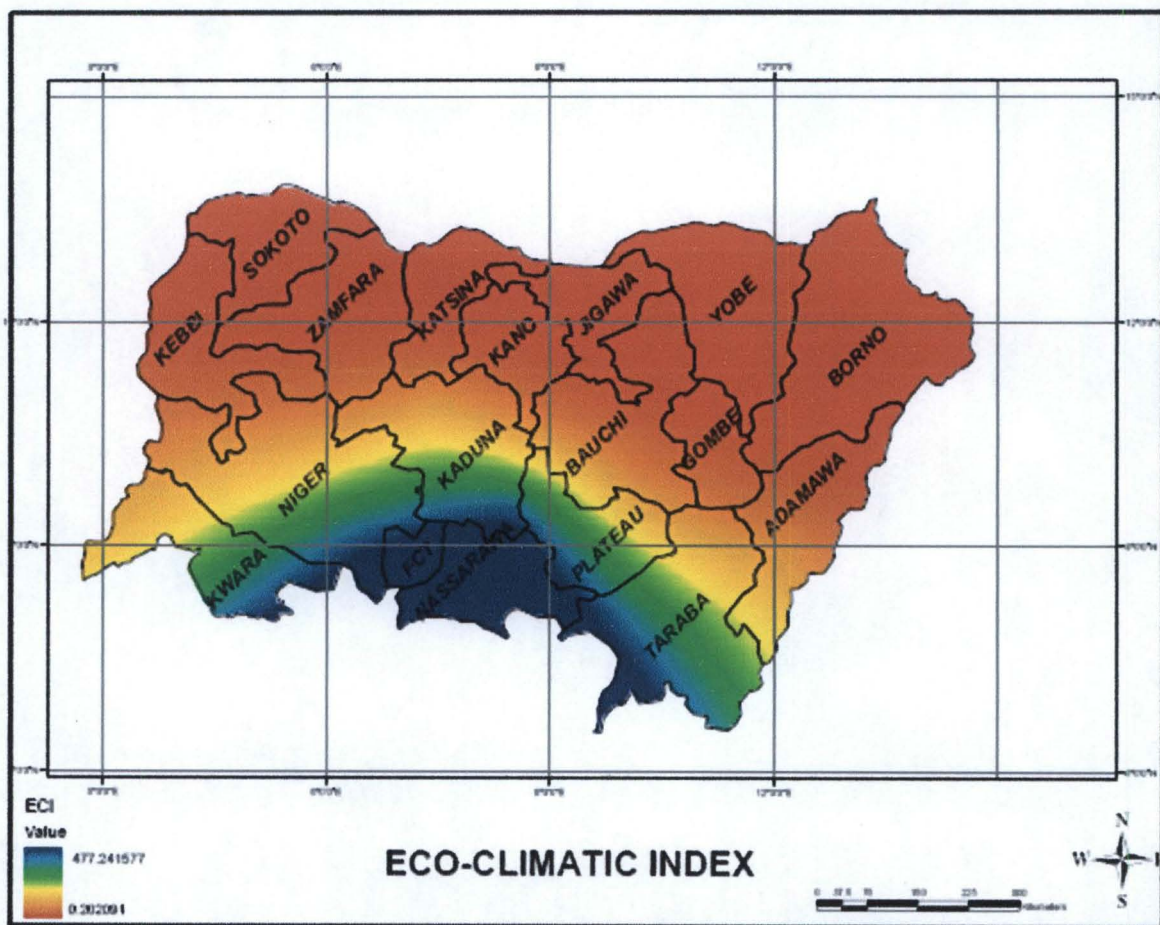 SOKOTO
KEBBI
ZAMFARA
KATSINA
KANO
JIGAWA
YOBE
BORNO
BAUCHI
GOMBE
ADAMAWA
NIGER
KADUNA
KWARA
FCT
NASSARAWA
PLATEAU
TARABA
ECI
Value
477.241577
0.202094
ECO-CLIMATIC INDEX
N
W
S